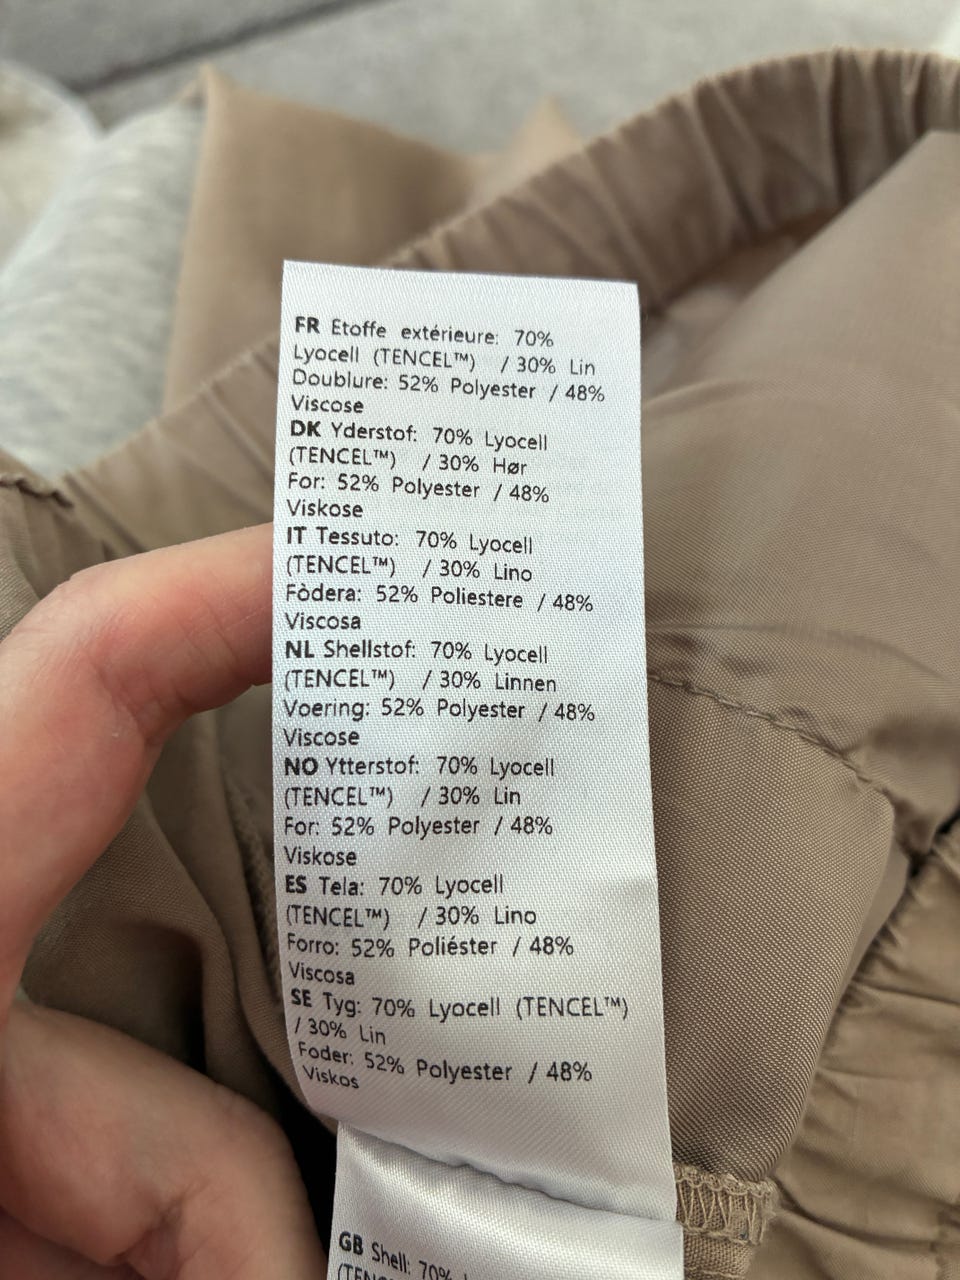 FR Etoffe extérieure: 70%
Lyocell (TENCEL™) / 30% Lin
Doublure: 52% Polyester / 48%
Viscose
DK Yderstof: 70% Lyocell
(TENCEL™) / 30% Hør
For: 52% Polyester / 48%
Viskose
IT Tessuto: 70% Lyocell
(TENCEL™) / 30% Lino
Fòdera: 52% Poliestere / 48%
Viscosa
NL Shellstof: 70% Lyocell
(TENCEL™) / 30% Linnen
Voering: 52% Polyester / 48%
Viscose
NO Ytterstof: 70% Lyocell
(TENCEL™) / 30% Lin
For: 52% Polyester / 48%
Viskose
ES Tela: 70% Lyocell
(TENCEL™) / 30% Lino
Forro: 52% Poliéster / 48%
Viscosa
SE Tyg: 70% Lyocell (TENCEL™)
/ 30% Lin
Foder: 52% Polyester / 48%
Viskos
GB Shell: 70%